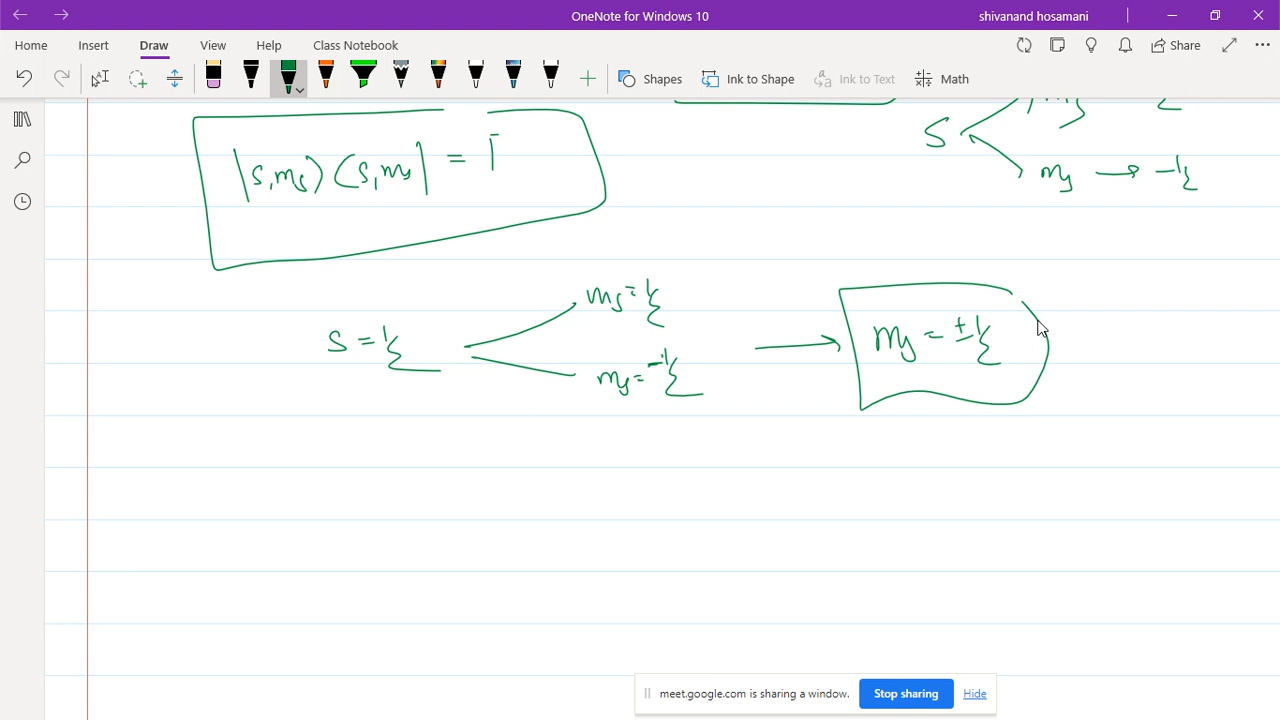 OneNote for Windows 10
shivanand hosamani
Home Insert Draw View Help Class Notebook
Share
Shapes Ink to Shape Ink to Text Math
|s,ms) (s,ms| = 1
S
ms → -1/2
S = 1/2
ms = 1/2
ms = -1/2
→ ms = ± 1/2
meet.google.com is sharing a window. Stop sharing Hide